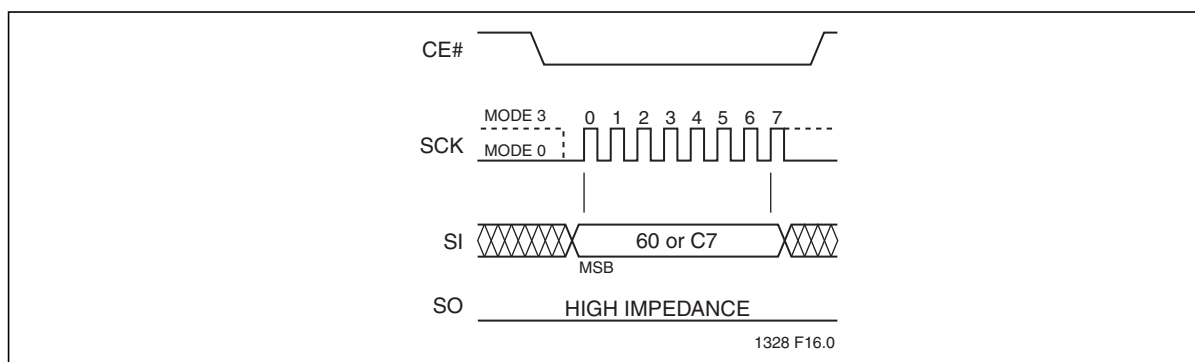 CE#
MODE 3
0 1 2 3 4 5 6 7
SCK
MODE 0
SI
60 or C7
MSB
SO
HIGH IMPEDANCE
1328 F16.0